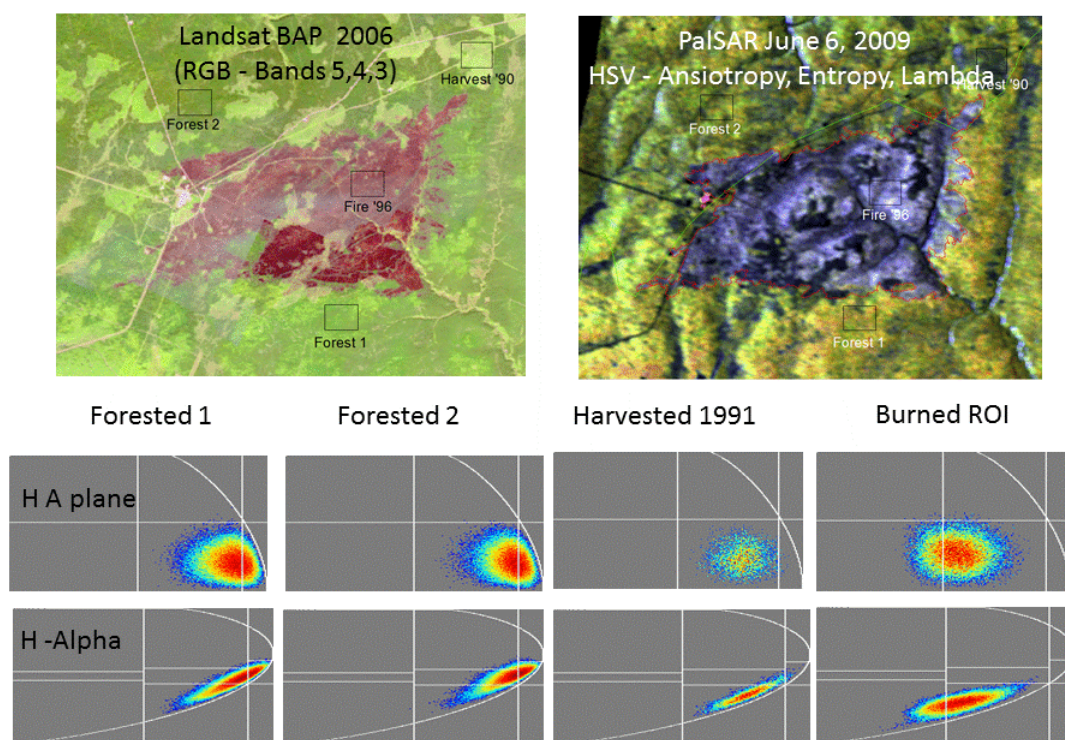 Landsat BAP 2006
(RGB - Bands 5,4,3)
Harvest '90
Forest 2
Fire '96
Forest 1
PalSAR June 6, 2009
HSV - Ansiotropy, Entropy, Lambda
Harvest '90
Forest 2
Fire '96
Forest 1
Forested 1
Forested 2
Harvested 1991
Burned ROI
H A plane
H -Alpha